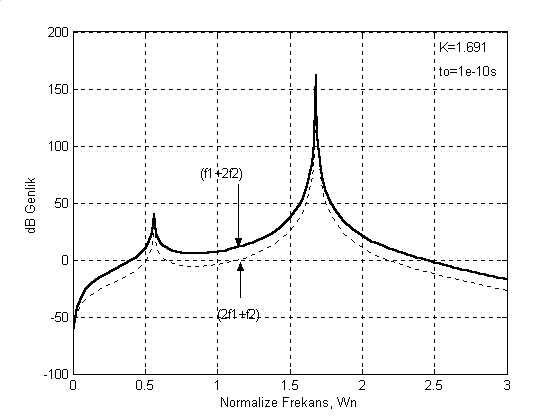 200
150
100
50
0
-50
-100
dB Genlik
K=1.691
to=1e-10s
(f1+2f2)
(2f1+f2)
0
0.5
1
1.5
2
2.5
3
Normalize Frekans, Wn